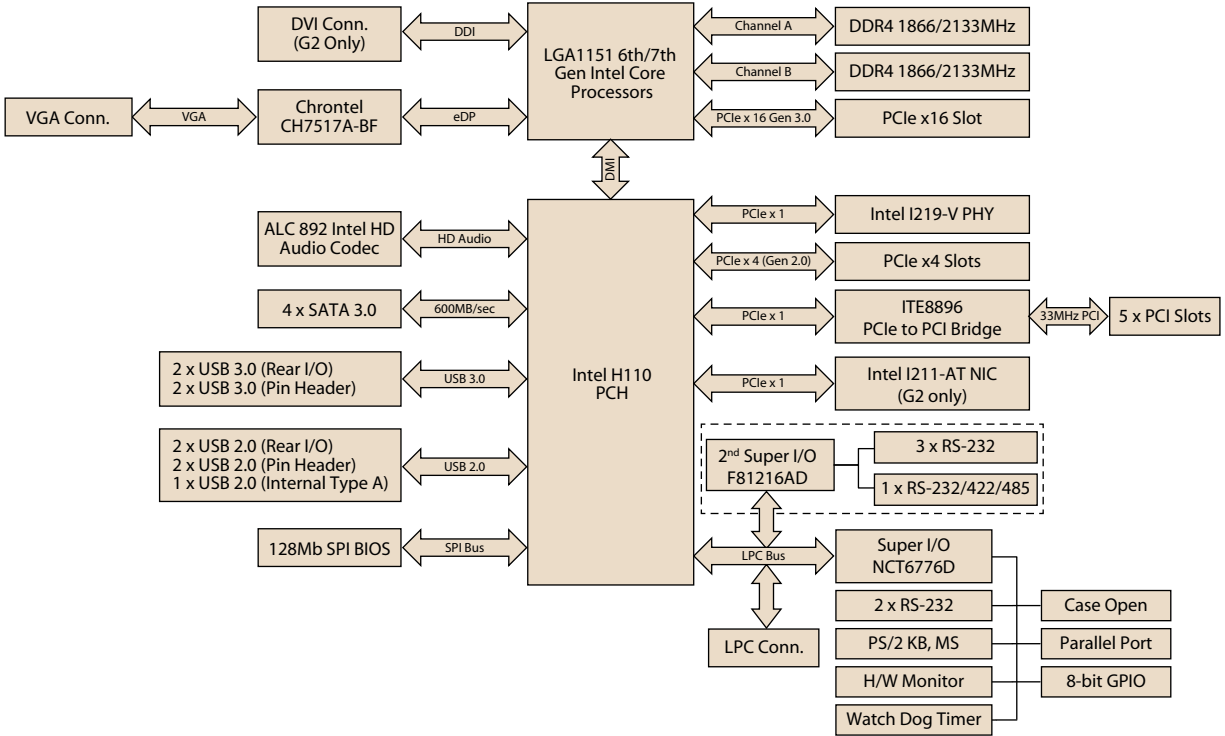 DVI Conn.
(G2 Only)
DDI
LGA1151 6th/7th
Gen Intel Core
Processors
Channel A
DDR4 1866/2133MHz
Channel B
DDR4 1866/2133MHz
VGA Conn.
VGA
Chrontel
CH7517A-BF
eDP
PCIe x 16 Gen 3.0
PCIe x16 Slot
DMI
ALC 892 Intel HD
Audio Codec
HD Audio
4 x SATA 3.0
600MB/sec
2 x USB 3.0 (Rear I/O)
2 x USB 3.0 (Pin Header)
USB 3.0
2 x USB 2.0 (Rear I/O)
2 x USB 2.0 (Pin Header)
1 x USB 2.0 (Internal Type A)
USB 2.0
128Mb SPI BIOS
SPI Bus
Intel H110
PCH
PCIe x 1
Intel I219-V PHY
PCIe x 4 (Gen 2.0)
PCIe x4 Slots
PCIe x 1
ITE8896
PCIe to PCI Bridge
33MHz PCI
5 x PCI Slots
PCIe x 1
Intel I211-AT NIC
(G2 only)
2nd Super I/O
F81216AD
3 x RS-232
1 x RS-232/422/485
LPC Bus
Super I/O
NCT6776D
LPC Conn.
2 x RS-232
Case Open
PS/2 KB, MS
Parallel Port
H/W Monitor
8-bit GPIO
Watch Dog Timer